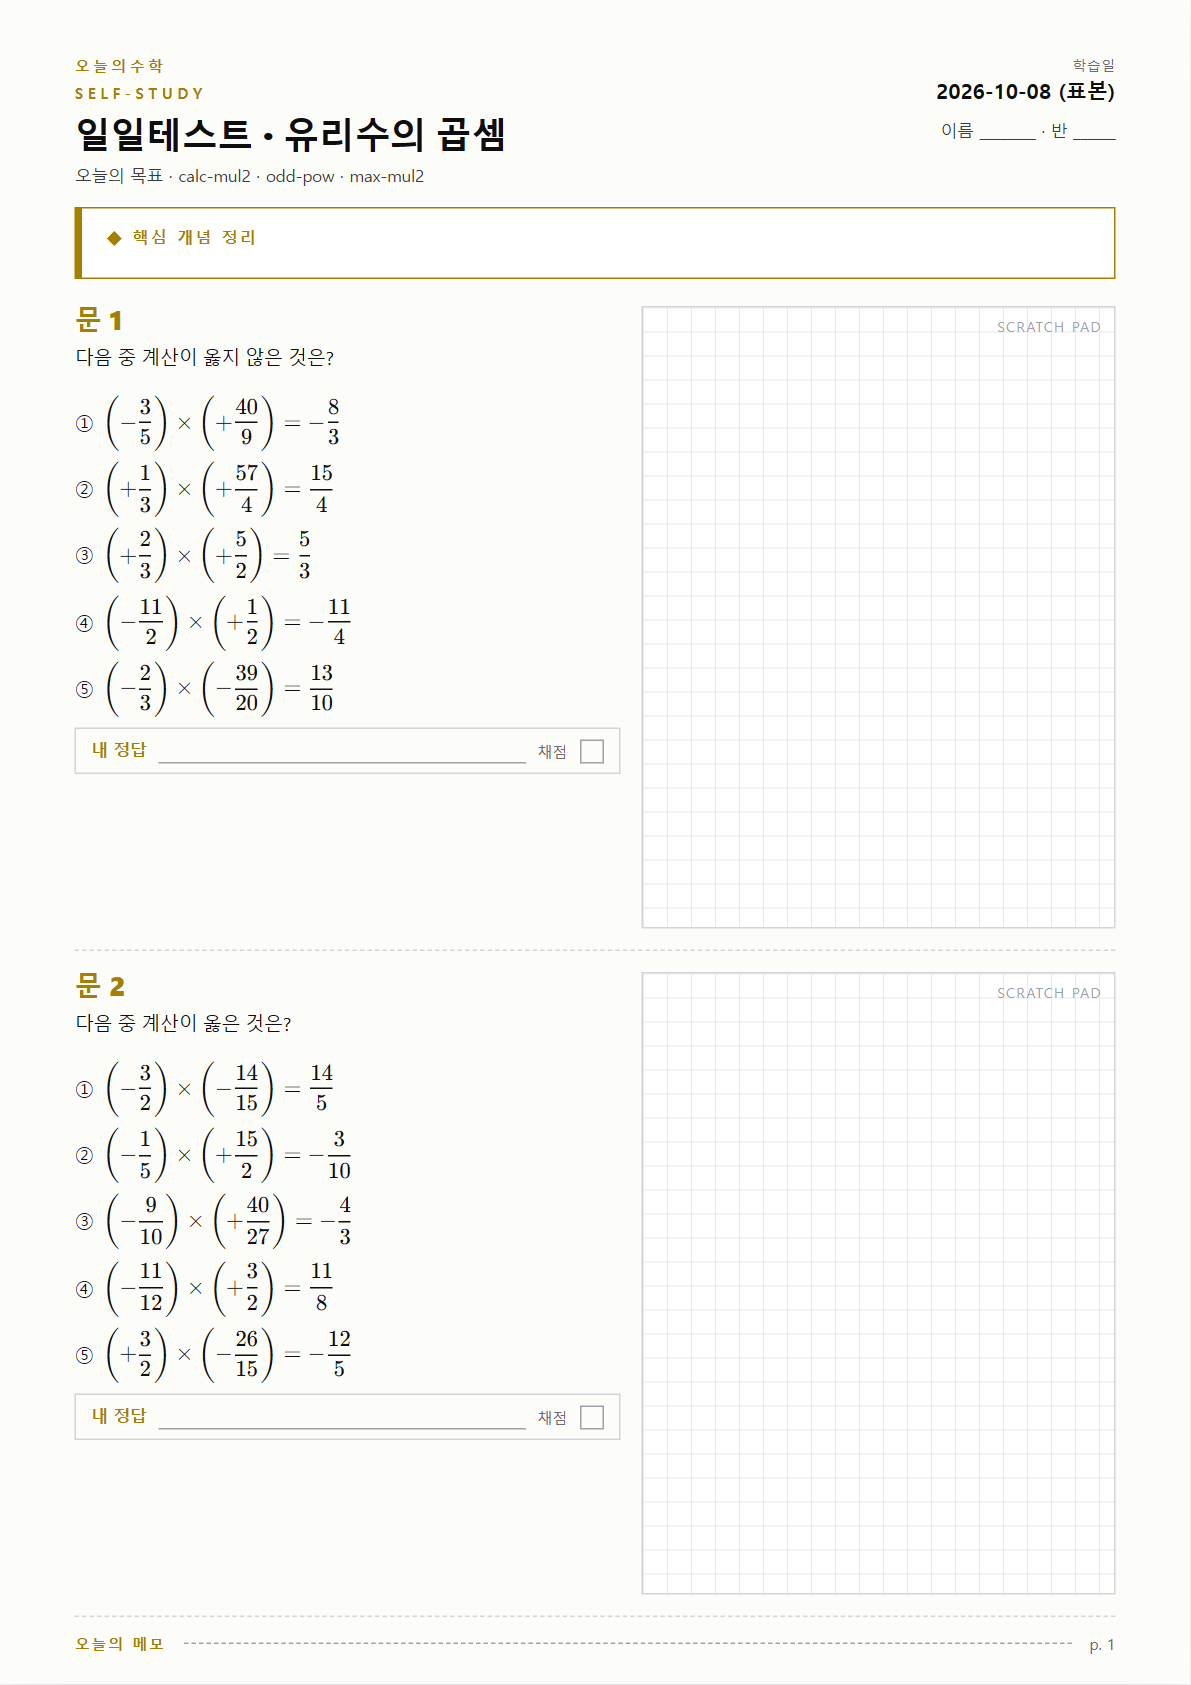 오늘의수학
SELF-STUDY
일일테스트 · 유리수의 곱셈
오늘의 목표 · calc-mul2 · odd-pow · max-mul2
학습일
2026-10-08 (표본)
이름 ______ · 반 _____
◆ 핵심 개념 정리
문 1
다음 중 계산이 옳지 않은 것은?
① (−3/5) × (+40/9) = −8/3
② (+1/3) × (+57/4) = 15/4
③ (+2/3) × (+5/2) = 5/3
④ (−11/2) × (+1/2) = −11/4
⑤ (−2/3) × (−39/20) = 13/10
내 정답 채점
SCRATCH PAD
문 2
다음 중 계산이 옳은 것은?
① (−3/2) × (−14/15) = 14/5
② (−1/5) × (+15/2) = −3/10
③ (−9/10) × (+40/27) = −4/3
④ (−11/12) × (+3/2) = 11/8
⑤ (+3/2) × (−26/15) = −12/5
내 정답 채점
SCRATCH PAD
오늘의 메모 p. 1